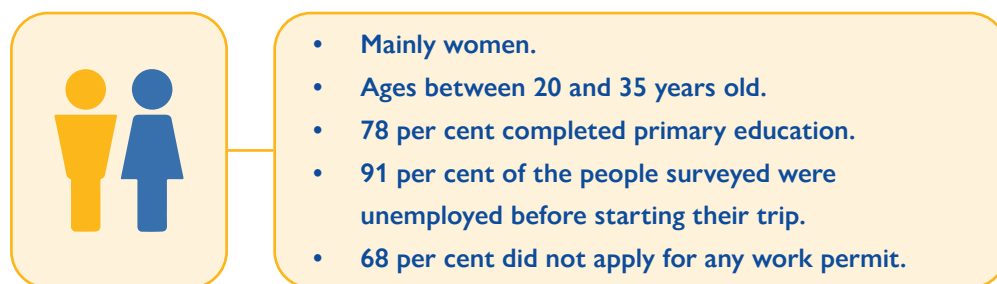 • Mainly women.
• Ages between 20 and 35 years old.
• 78 per cent completed primary education.
• 91 per cent of the people surveyed were
unemployed before starting their trip.
• 68 per cent did not apply for any work permit.